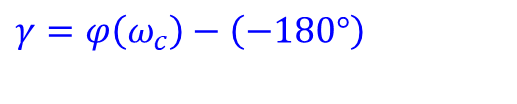 γ = φ(ω_c) − (−180°)